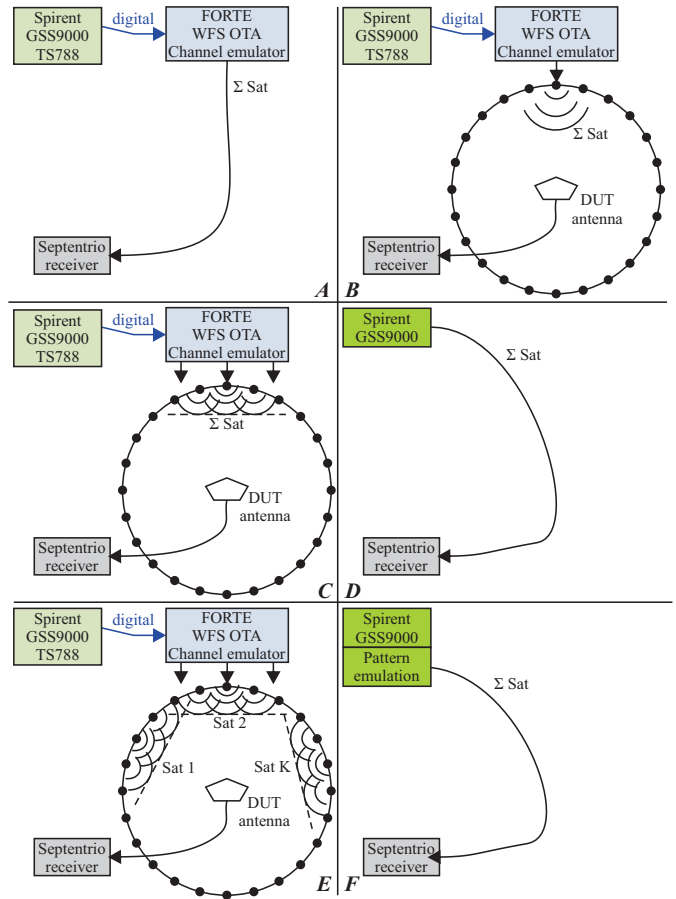 Spirent
GSS9000
TS788
digital
FORTE
WFS OTA
Channel emulator
Σ Sat
Septentrio
receiver
A
Spirent
GSS9000
TS788
digital
FORTE
WFS OTA
Channel emulator
Σ Sat
DUT
antenna
Septentrio
receiver
B
Spirent
GSS9000
TS788
digital
FORTE
WFS OTA
Channel emulator
Σ Sat
DUT
antenna
Septentrio
receiver
C
Spirent
GSS9000
Σ Sat
Septentrio
receiver
D
Spirent
GSS9000
TS788
digital
FORTE
WFS OTA
Channel emulator
Sat 2
Sat 1
Sat K
DUT
antenna
Septentrio
receiver
E
Spirent
GSS9000
Pattern
emulation
Σ Sat
Septentrio
receiver
F